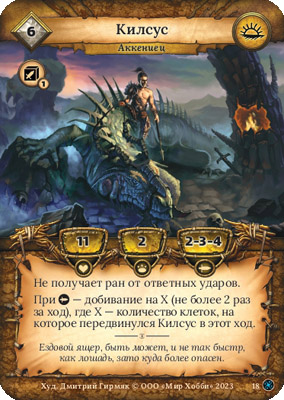 6
Килсус
Аккениец
1
11
2
2-3-4
Не получает ран от ответных ударов.
При — добивание на X (не более 2 раз
за ход), где X — количество клеток, на
которое передвинулся Килсус в этот ход.
Ездовой ящер, быть может, и не так быстр,
как лошадь, зато куда более опасен.
Худ. Дмитрий Гирмяк © ООО «Мир Хобби» 2023 18